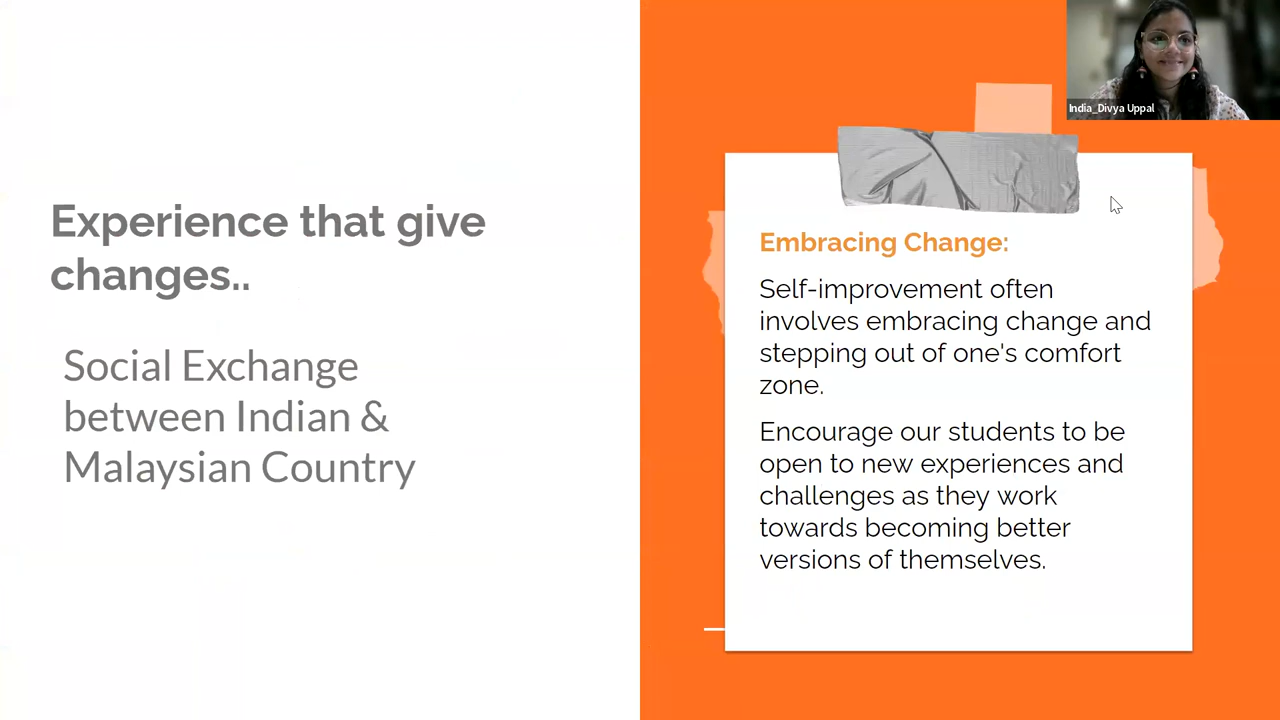 Experience that give
changes..
Social Exchange
between Indian &
Malaysian Country
India_Divya Uppal
Embracing Change:
Self-improvement often
involves embracing change and
stepping out of one's comfort
zone.
Encourage our students to be
open to new experiences and
challenges as they work
towards becoming better
versions of themselves.